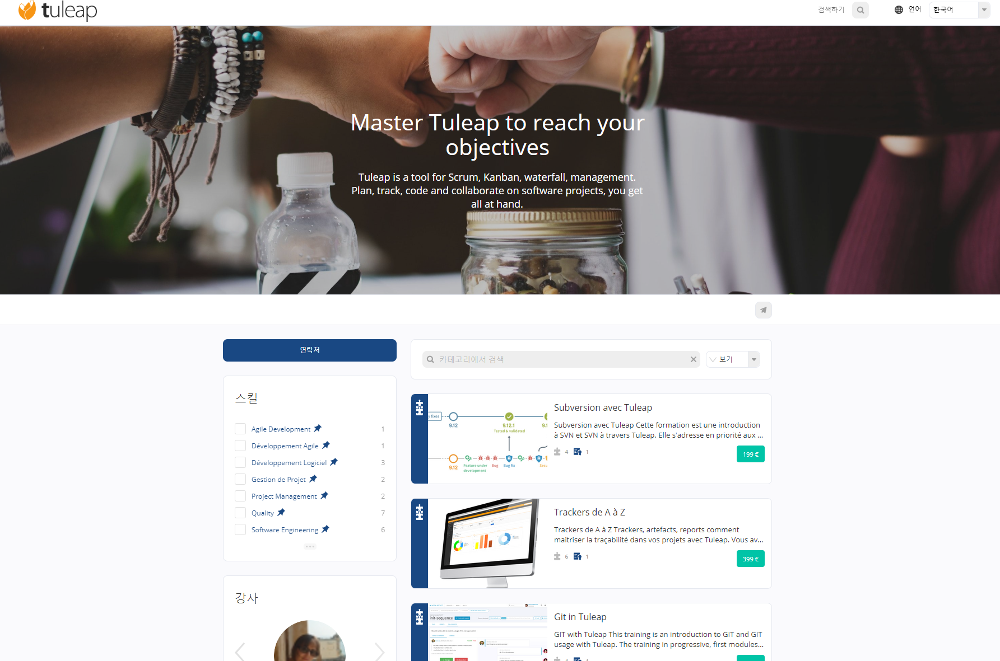 tuleap
검색하기
언어
한국어
Master Tuleap to reach your
objectives
Tuleap is a tool for Scrum, Kanban, waterfall, management.
Plan, track, code and collaborate on software projects, you get
all at hand.
연락처
카테고리에서 검색
보기
스킬
Agile Development 1
Développement Agile 1
Développement Logiciel 3
Gestion de Projet 2
Project Management 2
Quality 7
Software Engineering 6
강사
y fixes
9.12
9.12.1
9.1
Tested & validated
9.12
Feature under
development
Bug
Bug fix
Secu
Subversion avec Tuleap
Subversion avec Tuleap Cette formation est une introduction
à SVN et SVN à travers Tuleap. Elle s'adresse en priorité aux ...
4 1
199 €
Trackers de A à Z
Trackers de A à Z Trackers, artefacts, reports comment
maitriser la traçabilité dans vos projets avec Tuleap. Vous av...
6 1
399 €
init-sequence
Git in Tuleap
GIT with Tuleap This training is an introduction to GIT and GIT
usage with Tuleap. The training in progressive, first modules...
4 1